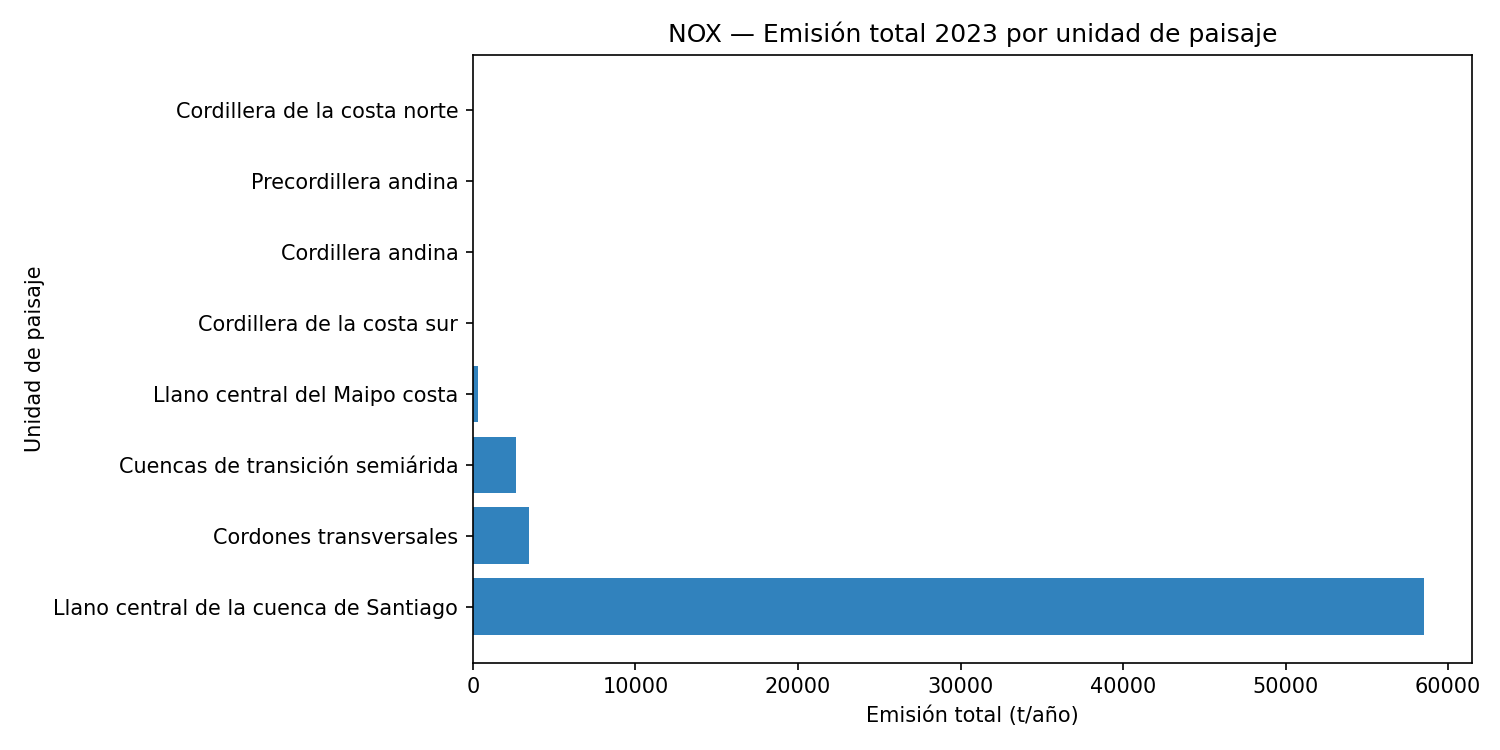 NOX — Emisión total 2023 por unidad de paisaje
Unidad de paisaje
Cordillera de la costa norte
Precordillera andina
Cordillera andina
Cordillera de la costa sur
Llano central del Maipo costa
Cuencas de transición semiárida
Cordones transversales
Llano central de la cuenca de Santiago
0 10000 20000 30000 40000 50000 60000
Emisión total (t/año)